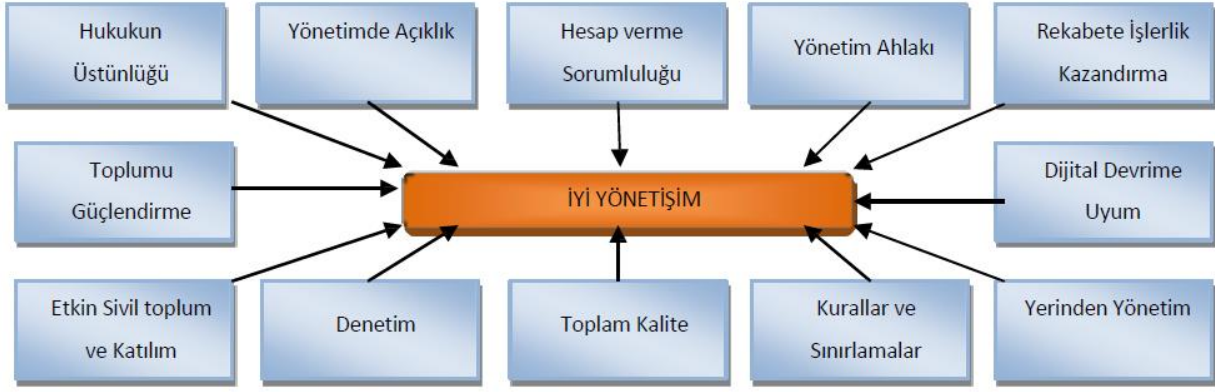 Hukukun
Üstünlüğü
Yönetimde Açıklık
Hesap verme
Sorumluluğu
Yönetim Ahlakı
Rekabete İşlerlik
Kazandırma
Toplumu
Güçlendirme
İYİ YÖNETİŞİM
Dijital Devrime
Uyum
Etkin Sivil toplum
ve Katılım
Denetim
Toplam Kalite
Kurallar ve
Sınırlamalar
Yerinden Yönetim